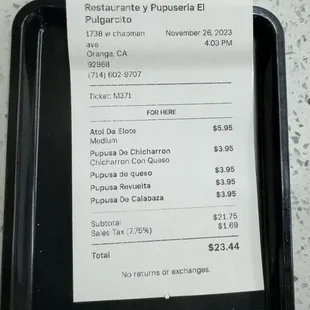 Restaurante y Pupuseria El
Pulgarcito
1738 w chapman November 26, 2023
ave 4:03 PM
Orange, CA
92868
(714) 602-9707
Ticket: M371
FOR HERE
Atol De Elote $5.95
Medium
Pupusa De Chicharron $3.95
Chicharron Con Queso
Pupusa de queso $3.95
Pupusa Revuelta $3.95
Pupusa De Calabaza $3.95
Subtotal $21.75
Sales Tax (7.75%) $1.69
Total $23.44
No returns or exchanges.